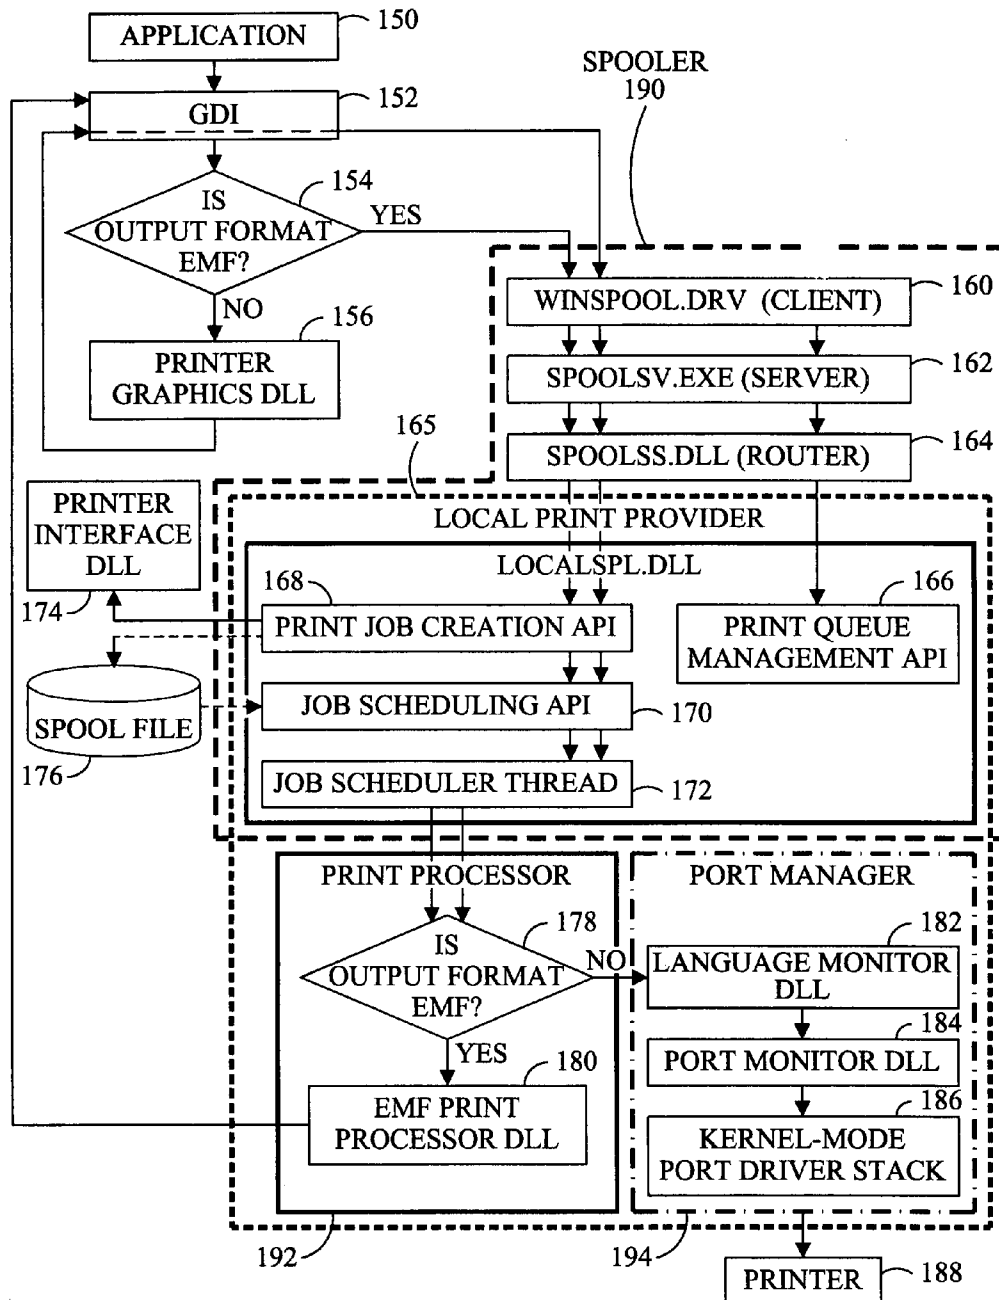 APPLICATION
150
GDI
152
SPOOLER
190
IS
OUTPUT FORMAT
EMF?
154
YES
NO
156
PRINTER
GRAPHICS DLL
WINSPOOL.DRV (CLIENT)
160
SPOOLSV.EXE (SERVER)
162
SPOOLSS.DLL (ROUTER)
164
165
LOCAL PRINT PROVIDER
LOCALSPL.DLL
PRINTER
INTERFACE
DLL
174
168
PRINT JOB CREATION API
166
PRINT QUEUE
MANAGEMENT API
SPOOL FILE
176
JOB SCHEDULING API
170
JOB SCHEDULER THREAD
172
PRINT PROCESSOR
IS
OUTPUT FORMAT
EMF?
178
NO
YES
180
EMF PRINT
PROCESSOR DLL
192
PORT MANAGER
182
LANGUAGE MONITOR
DLL
184
PORT MONITOR DLL
186
KERNEL-MODE
PORT DRIVER STACK
194
PRINTER
188